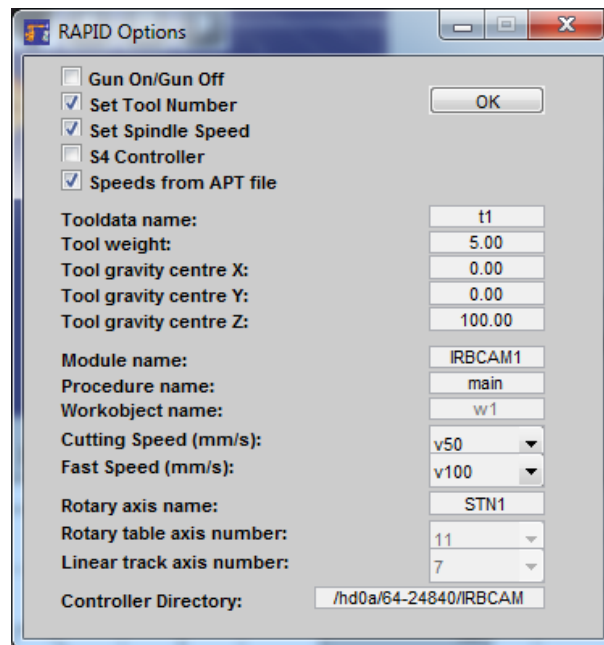 RAPID Options
Gun On/Gun Off
Set Tool Number
OK
Set Spindle Speed
S4 Controller
Speeds from APT file
Tooldata name: t1
Tool weight: 5.00
Tool gravity centre X: 0.00
Tool gravity centre Y: 0.00
Tool gravity centre Z: 100.00
Module name: IRBCAM1
Procedure name: main
Workobject name: w1
Cutting Speed (mm/s): v50
Fast Speed (mm/s): v100
Rotary axis name: STN1
Rotary table axis number: 11
Linear track axis number: 7
Controller Directory: /hd0a/64-24840/IRBCAM